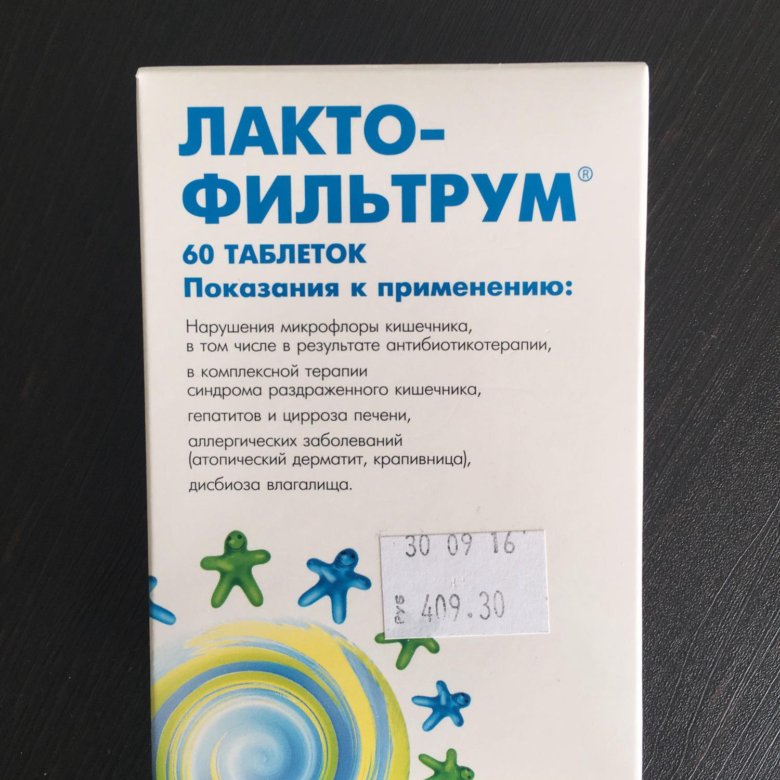 ЛАКТО-
ФИЛЬТРУМ®
60 ТАБЛЕТОК
Показания к применению:
Нарушения микрофлоры кишечника,
в том числе в результате антибиотикотерапии,
в комплексной терапии
синдрома раздраженного кишечника,
гепатитов и цирроза печени,
аллергических заболеваний
(атопический дерматит, крапивница),
дисбиоза влагалища.
30 09 16
РУБ 409.30